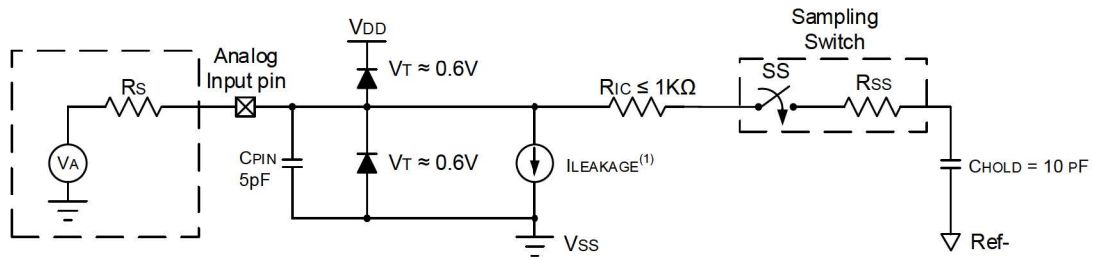 Sampling
Switch
VDD
Analog
Input pin
VT ≈ 0.6V
SS
RSS
RS
RIC ≤ 1KΩ
VA
CPIN
5pF
VT ≈ 0.6V
ILEAKAGE(1)
CHOLD = 10 PF
VSS
Ref-